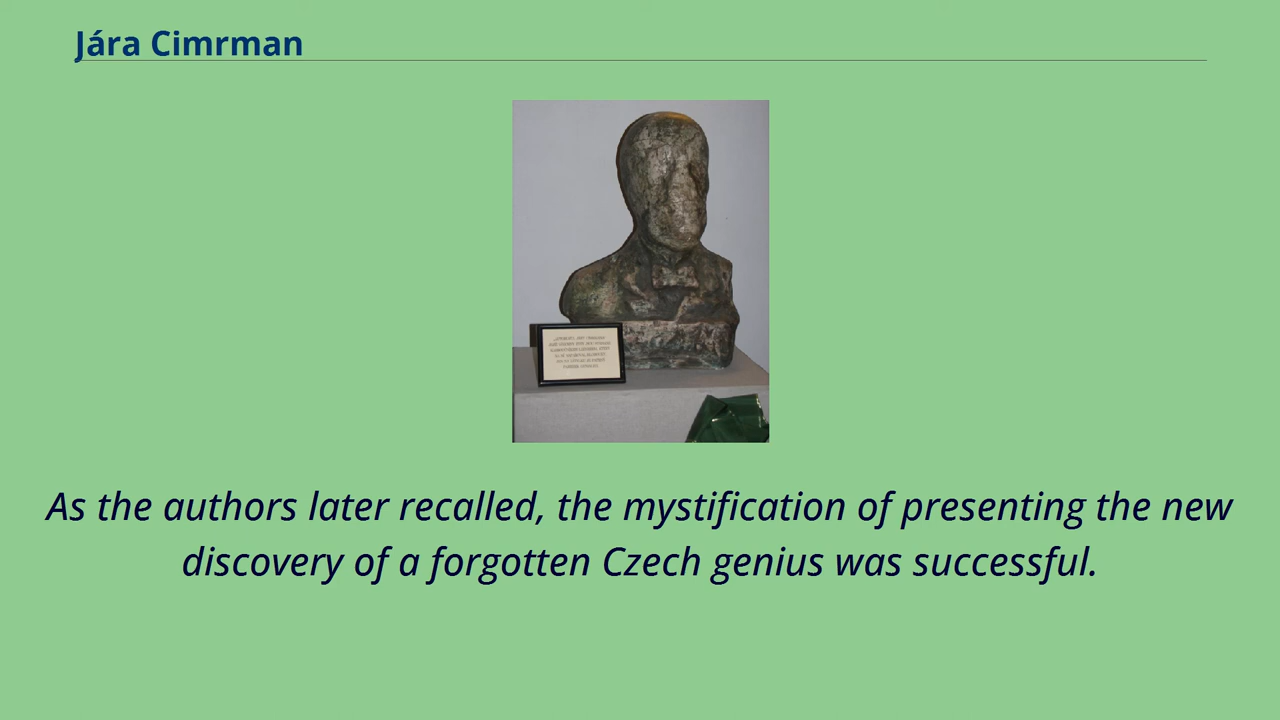 Jára Cimrman
As the authors later recalled, the mystification of presenting the new
discovery of a forgotten Czech genius was successful.